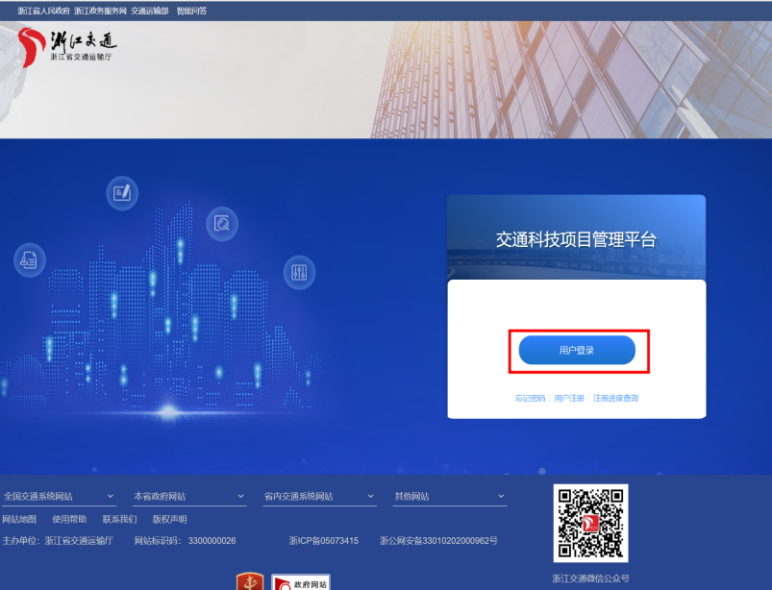 浙江省人民政府 浙江政务服务网 交通运输部 智能问答
浙江交通
浙江省交通运输厅
交通科技项目管理平台
用户登录
忘记密码 | 用户注册 | 注册进度查询
全国交通系统网站 本省政府网站 省内交通系统网站 其他网站
网站地图 使用帮助 联系我们 版权声明
主办单位：浙江省交通运输厅 网站标识码：3300000026 浙ICP备05073415 浙公网安备33010202000962号
政府网站
浙江交通微信公众号